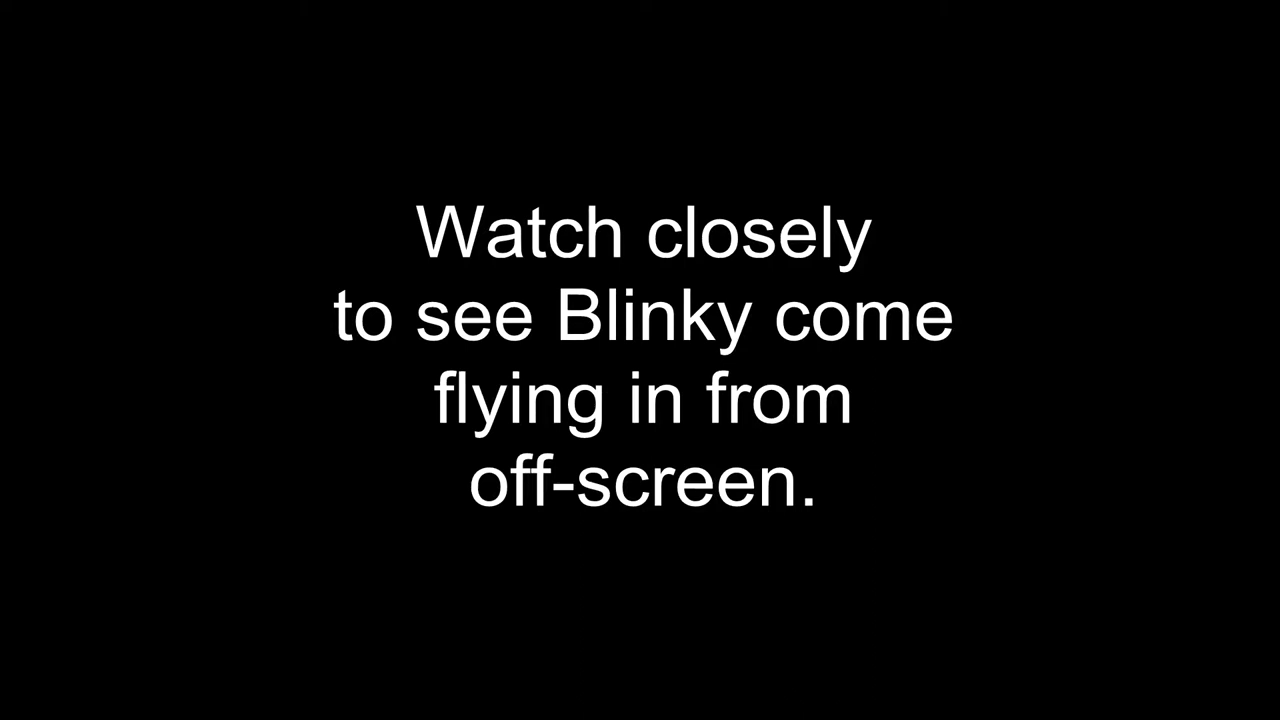 Watch closely
to see Blinky come
flying in from
off-screen.